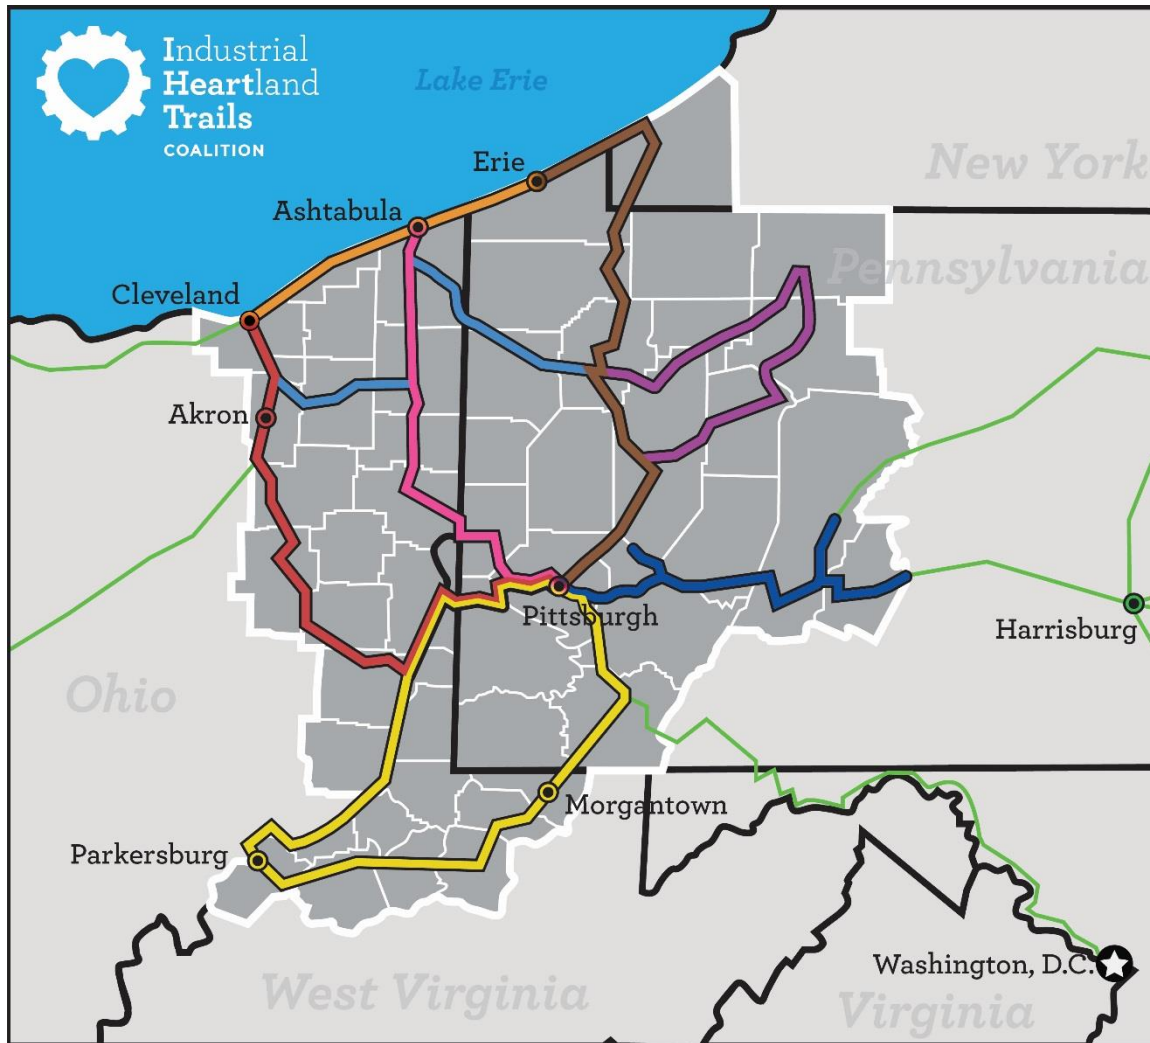 Industrial
Heartland
Trails
COALITION
Lake Erie
Erie
New York
Ashtabula
Pennsylvania
Cleveland
Akron
Pittsburgh
Harrisburg
Ohio
Morgantown
Parkersburg
Washington, D.C.
West Virginia
Virginia